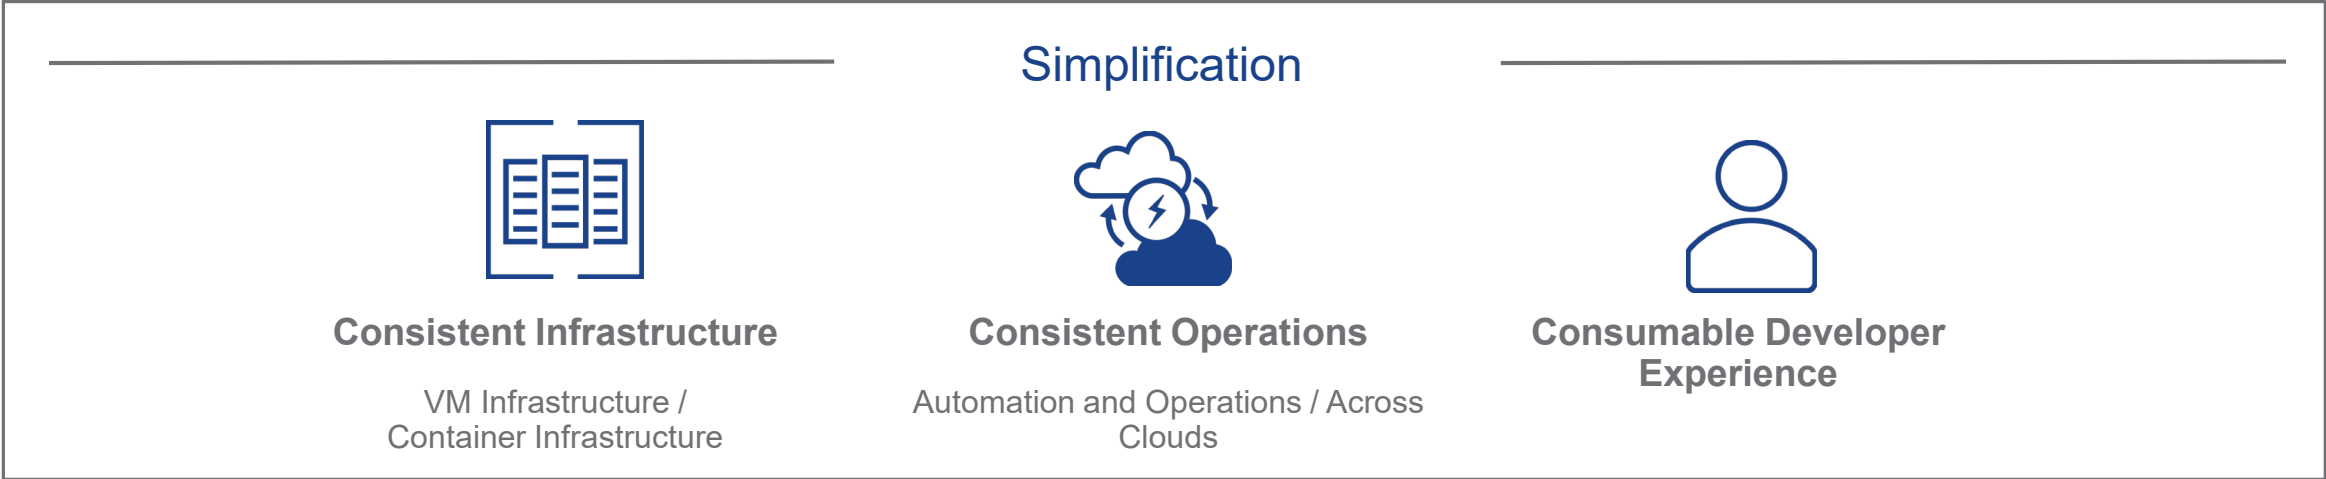 Simplification
Consistent Infrastructure
VM Infrastructure /
Container Infrastructure
Consistent Operations
Automation and Operations / Across
Clouds
Consumable Developer
Experience